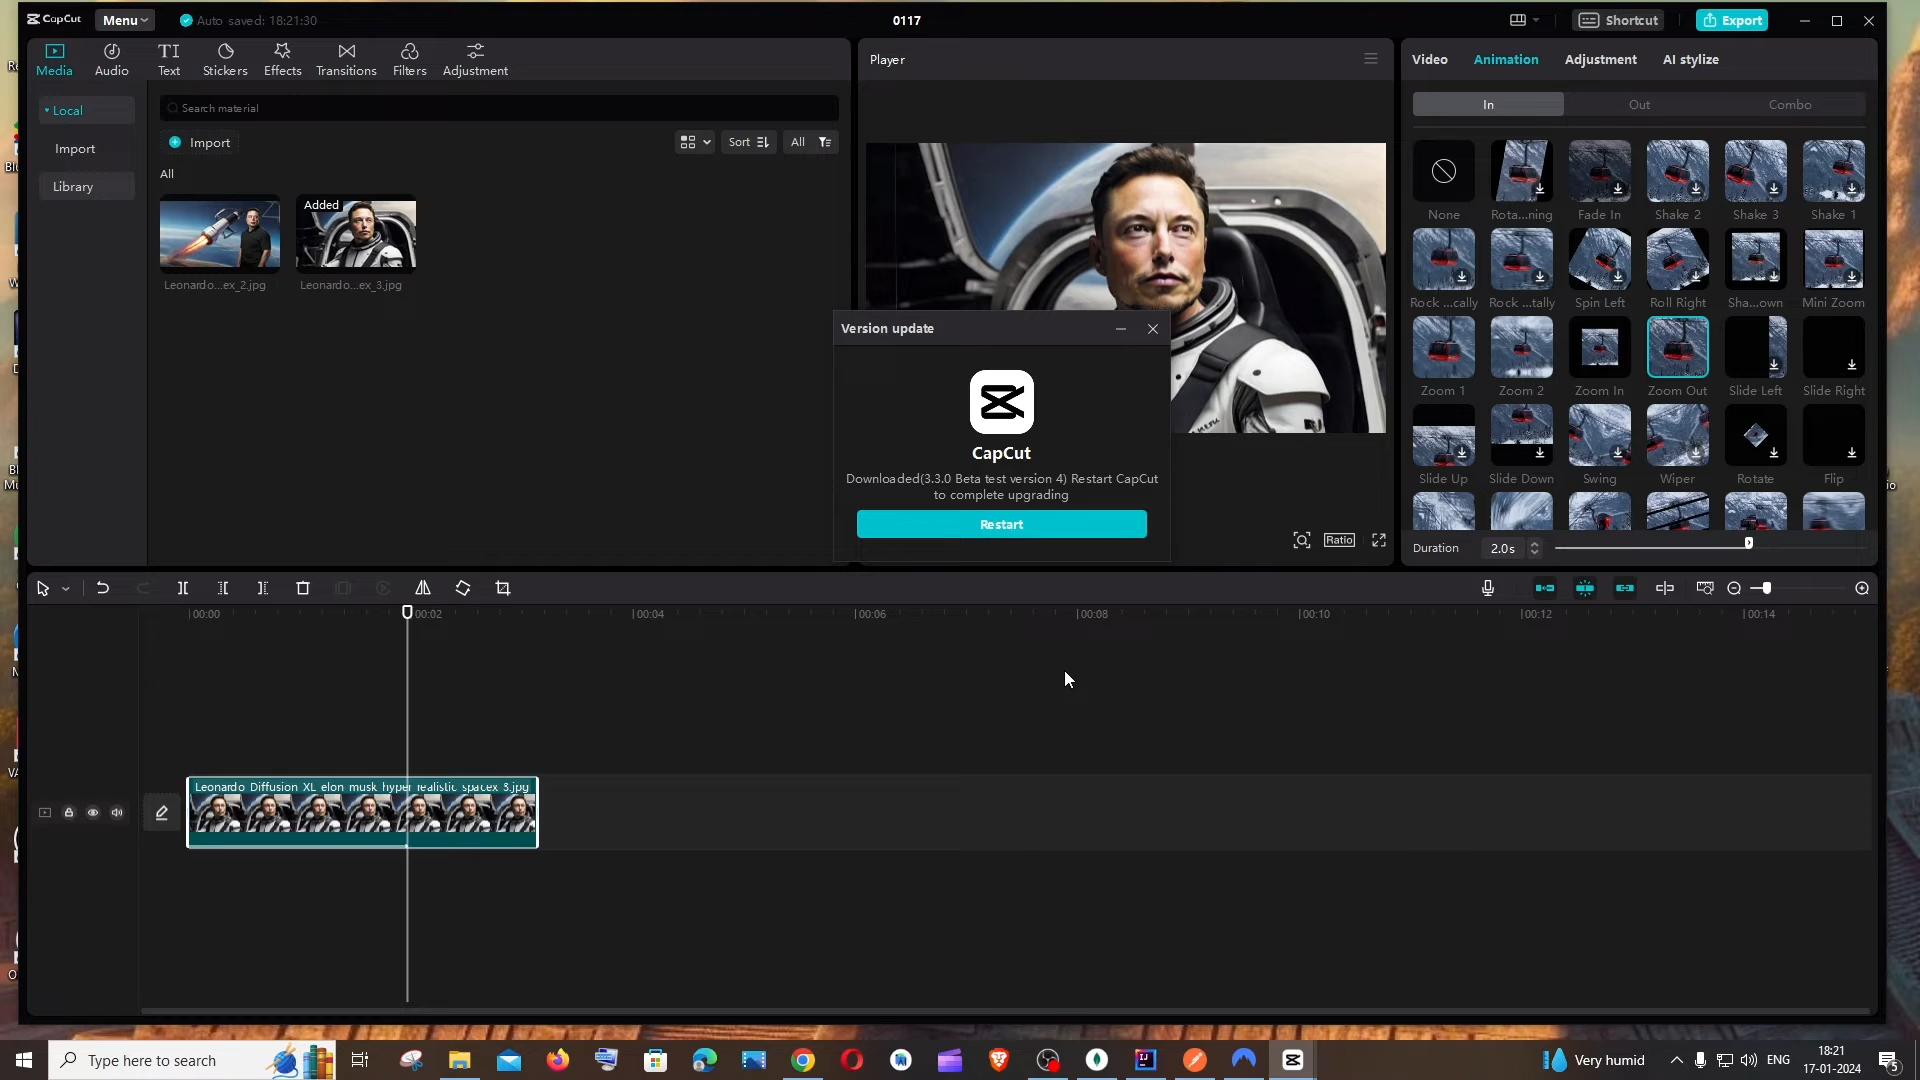 CapCut
Menu
Auto saved: 18:21:30
0117
Shortcut
Export
Media
Audio
TI
Text
Stickers
Effects
Transitions
Filters
Adjustment
Local
Import
Library
Search material
Import
Sort
All
All
Added
Leonardo...ex_2.jpg
Leonardo...ex_3.jpg
Player
Ratio
Version update
CapCut
Downloaded(3.3.0 Beta test version 4) Restart CapCut
to complete upgrading
Restart
Video
Animation
Adjustment
AI stylize
In
Out
Combo
None
Rota...ning
Fade In
Shake 2
Shake 3
Shake 1
Rock ...cally
Rock ...tally
Spin Left
Roll Right
Sha...own
Mini Zoom
Zoom 1
Zoom 2
Zoom In
Zoom Out
Slide Left
Slide Right
Slide Up
Slide Down
Swing
Wiper
Rotate
Flip
Duration
2.0s
00:00
00:02
00:04
00:06
00:08
00:10
00:12
00:14
Leonardo Diffusion XL elon musk hyper realistic spacex 3.jpg
Type here to search
Very humid
ENG
18:21
17-01-2024
5